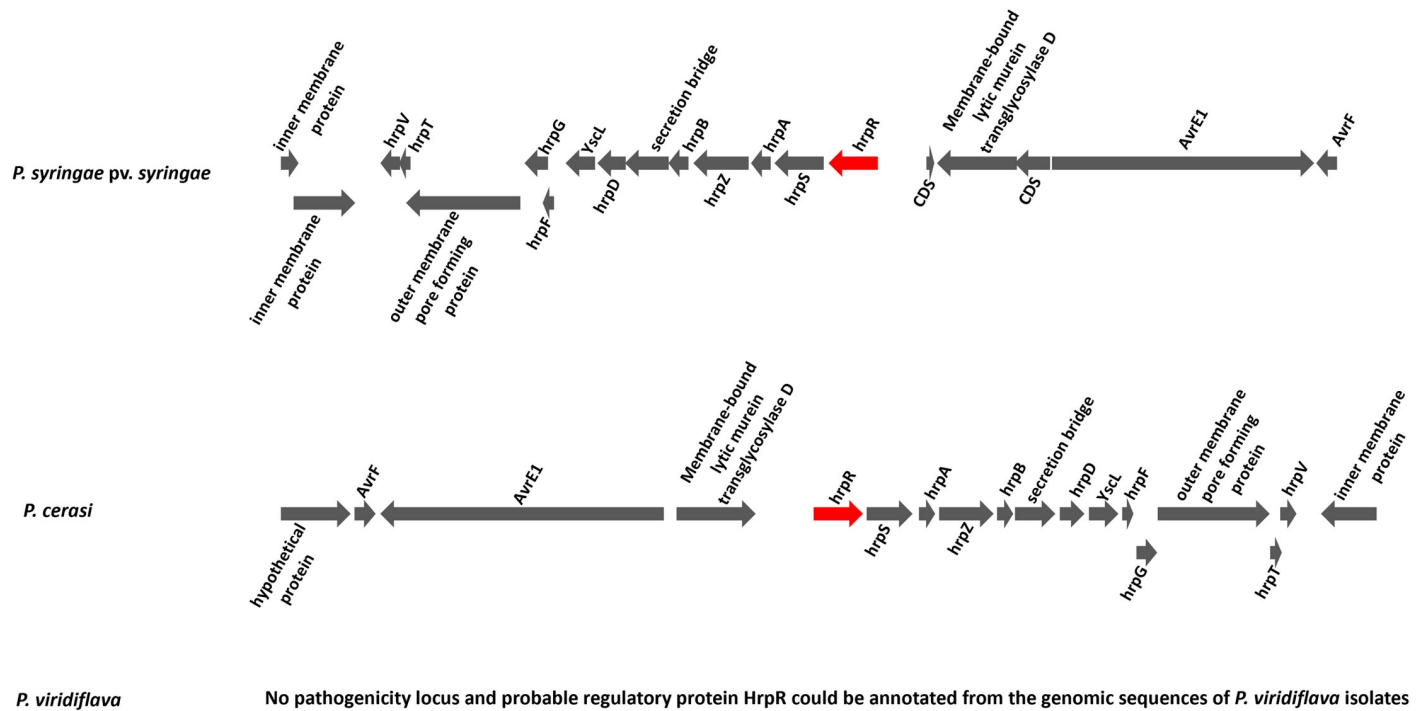 inner membrane
protein
hrpV
hrpT
hrpG
YscL
secretion bridge
hrpB
hrpA
hrpR
Membrane-bound
lytic murein
transglycosylase D
AvrE1
AvrF
P. syringae pv. syringae
inner membrane
protein
outer membrane
pore forming
protein
hrpF
hrpD
hrpZ
hrpS
CDS
CDS
AvrF
AvrE1
Membrane-bound
lytic murein
transglycosylase D
hrpR
hrpA
hrpB
secretion bridge
hrpD
YscL
hrpF
outer membrane
pore forming
protein
hrpV
inner membrane
protein
P. cerasi
hypothetical
protein
hrpS
hrpZ
hrpG
hrpT
P. viridiflava
No pathogenicity locus and probable regulatory protein HrpR could be annotated from the genomic sequences of P. viridiflava isolates